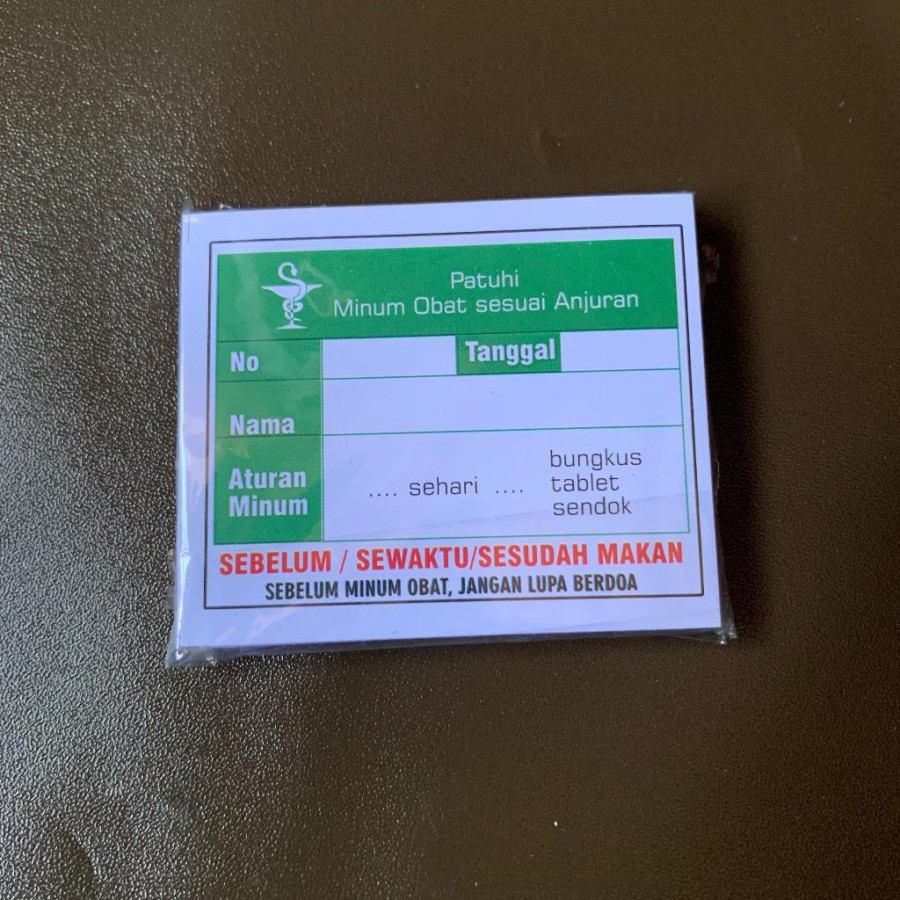 Patuhi
Minum Obat sesuai Anjuran
No Tanggal
Nama
Aturan Minum .... sehari .... bungkus tablet sendok
SEBELUM / SEWAKTU/SESUDAH MAKAN
SEBELUM MINUM OBAT, JANGAN LUPA BERDOA